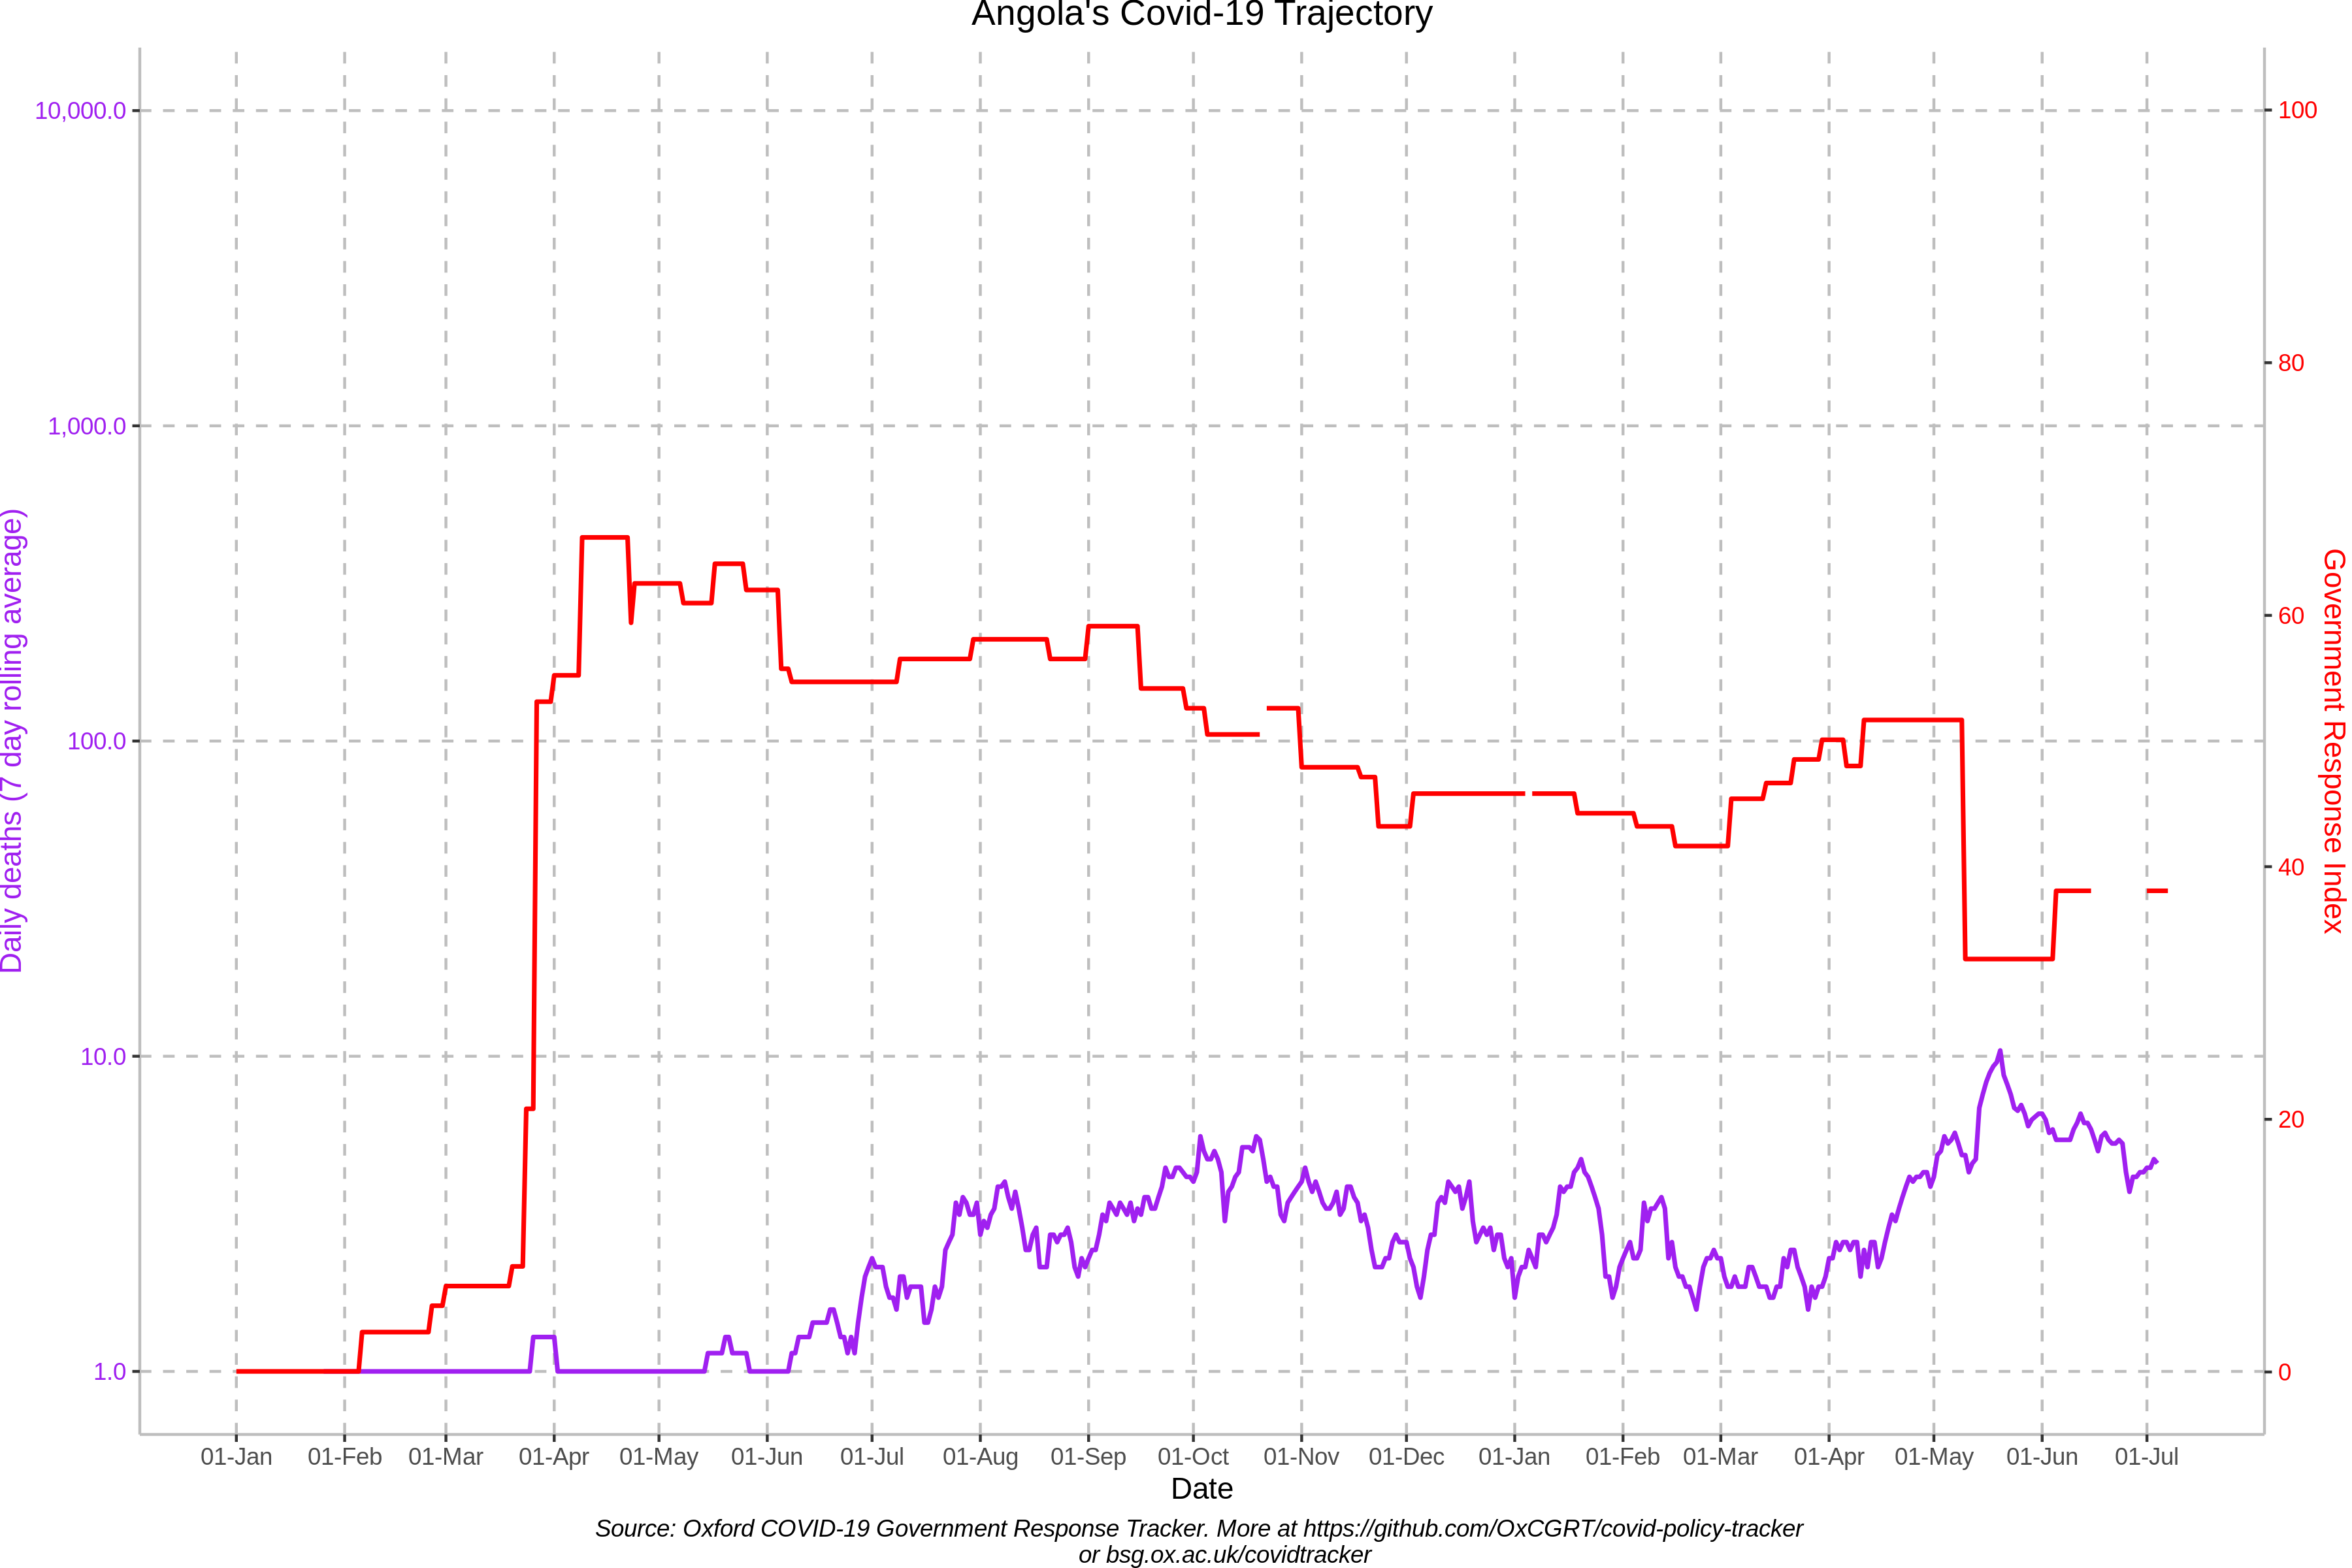 Angola's Covid-19 Trajectory
10,000.0
1,000.0
100.0
10.0
1.0
Daily deaths (7 day rolling average)
100
80
60
40
20
0
Government Response Index
01-Jan 01-Feb 01-Mar 01-Apr 01-May 01-Jun 01-Jul 01-Aug 01-Sep 01-Oct 01-Nov 01-Dec 01-Jan 01-Feb 01-Mar 01-Apr 01-May 01-Jun 01-Jul
Date
Source: Oxford COVID-19 Government Response Tracker. More at https://github.com/OxCGRT/covid-policy-tracker
or bsg.ox.ac.uk/covidtracker